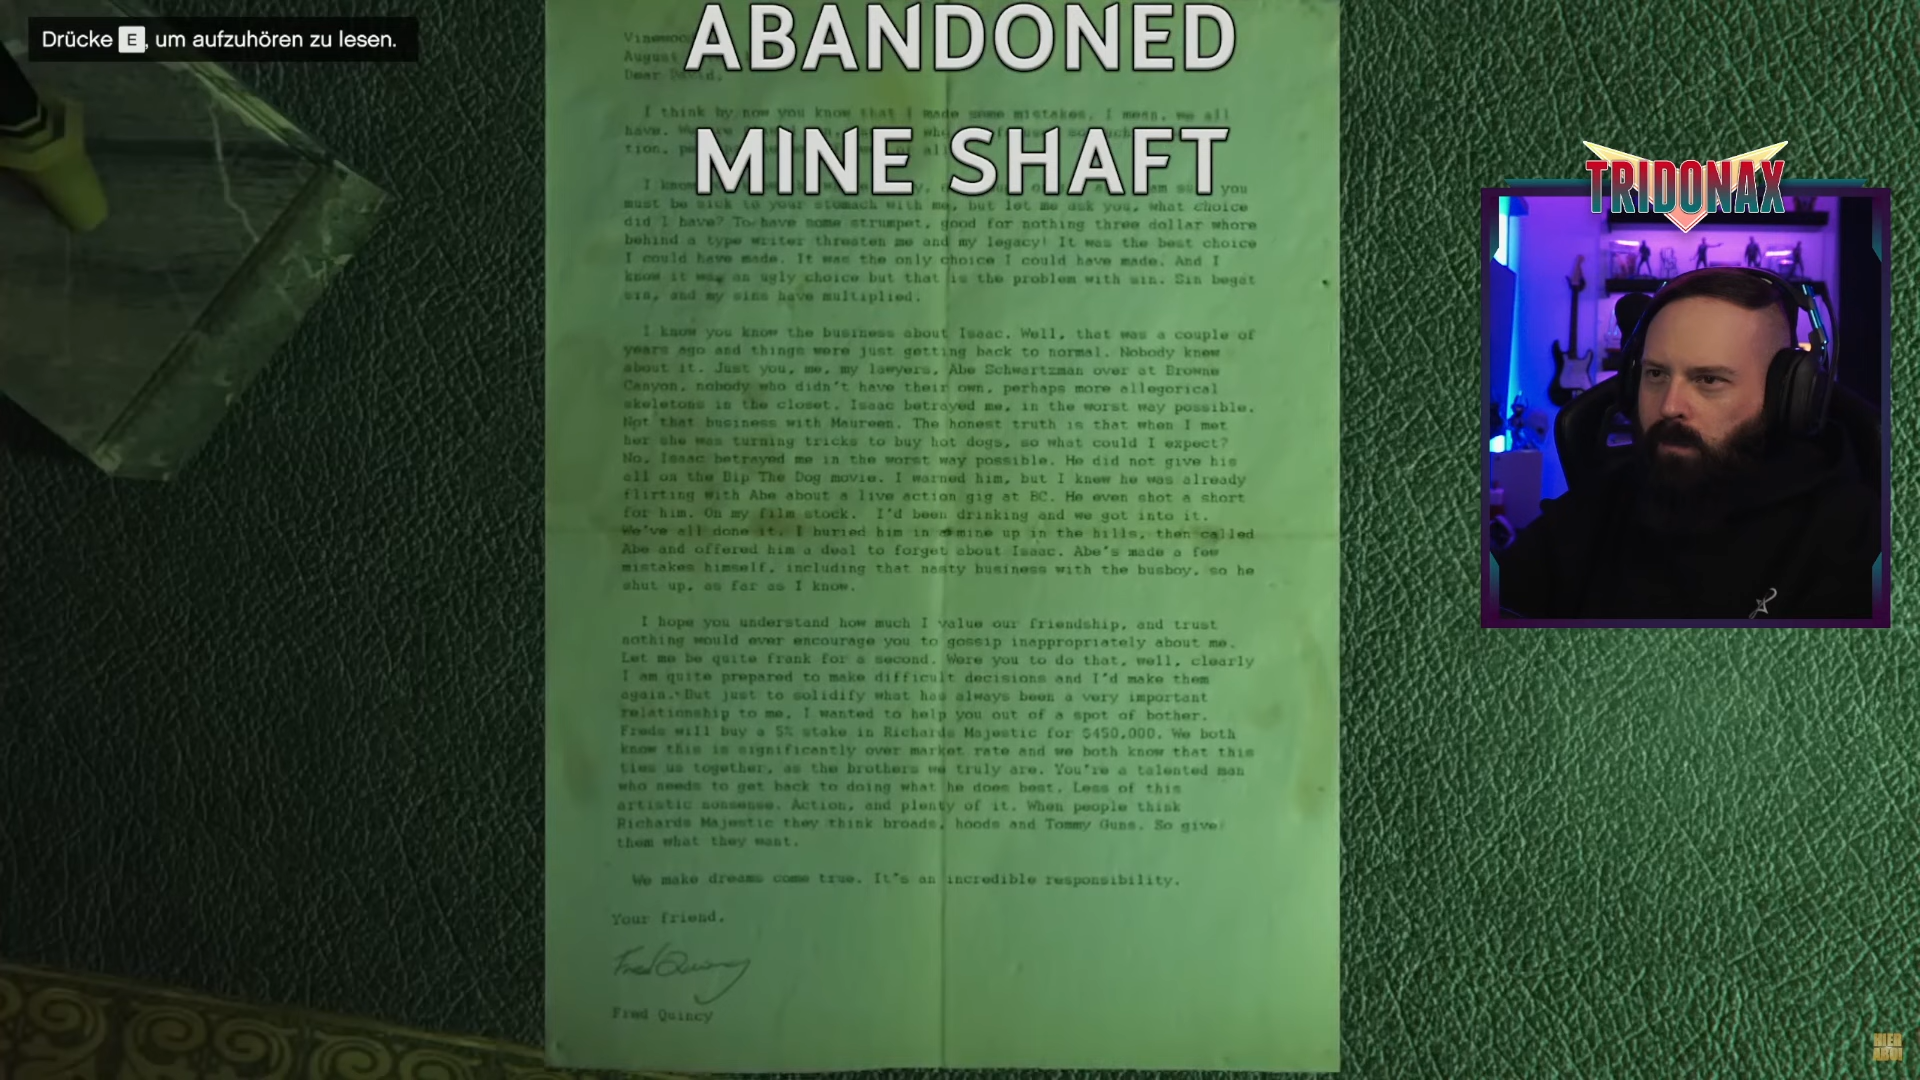 Drücke E, um aufzuhören zu lesen.
ABANDONED
MINE SHAFT
TRIDONAX
Dear
I think by now you know that I made some mistakes. I mean, we all
have.
tion.
I know you
must be sick to your stomach with me, but let me ask you, what choice
did I have? To have some strumpet, good for nothing three dollar whore
behind a type writer threaten me and my legacy! It was the best choice
I could have made. It was the only choice I could have made. And I
know it was an ugly choice but that is the problem with sin. Sin begat
sin, and my sins have multiplied.
I know you know the business about Isaac. Well, that was a couple of
years ago and things were just getting back to normal. Nobody knew
about it. Just you, me, my lawyers, Abe Schwartzman over at Browne
Canyon, nobody who didn't have their own, perhaps more allegorical
skeletons in the closet. Isaac betrayed me, in the worst way possible.
Not that business with Maureen. The honest truth is that when I met
her she was turning tricks to buy hot dogs, so what could I expect?
No, Isaac betrayed me in the worst way possible. He did not give his
all on the Bip The Dog movie. I warned him, but I knew he was already
flirting with Abe about a live action gig at BC. He even shot a short
for him. On my film stock. I'd been drinking and we got into it.
We've all done it. I buried him in a mine up in the hills, then called
Abe and offered him a deal to forget about Isaac. Abe's made a few
mistakes himself, including that nasty business with the busboy, so he
shut up, as far as I know.
I hope you understand how much I value our friendship, and trust
nothing would ever encourage you to gossip inappropriately about me.
Let me be quite frank for a second. Were you to do that, well, clearly
I am quite prepared to make difficult decisions and I'd make them
again. But just to solidify what has always been a very important
relationship to me, I wanted to help you out of a spot of bother.
Freds will buy a 5% stake in Richards Majestic for $450,000. We both
know this is significantly over market rate and we both know that this
ties us together, as the brothers we truly are. You're a talented man
who needs to get back to doing what he does best. Less of this
artistic nonsense. Action, and plenty of it. When people think
Richards Majestic they think broads, hoods and Tommy Guns. So give
them what they want.
We make dreams come true. It's an incredible responsibility.
Your friend,
Fred Quincy
Fred Quincy